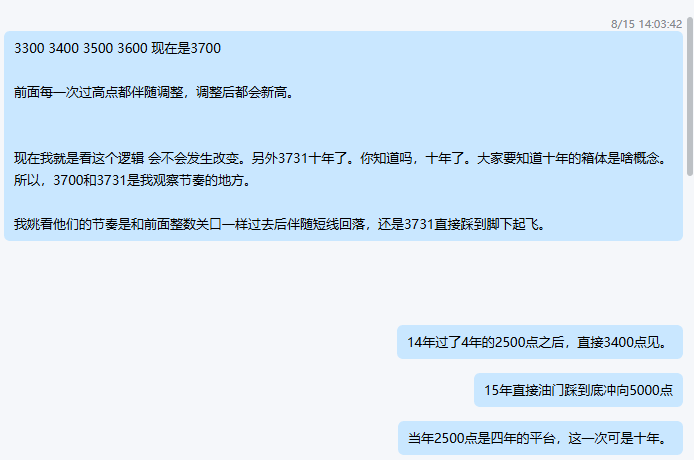 8/15 14:03:42
3300 3400 3500 3600 现在是3700
前面每一次过高点都伴随调整，调整后都会新高。
现在我就是看这个逻辑 会不会发生改变。另外3731十年了。你知道吗，十年了。大家要知道十年的箱体是啥概念。
所以，3700和3731是我观察节奏的地方。
我姚看他们的节奏是和前面整数关口一样过去后伴随短线回落，还是3731直接踩到脚下起飞。
14年过了4年的2500点之后，直接3400点见。
15年直接油门踩到底冲向5000点
当年2500点是四年的平台，这一次可是十年。